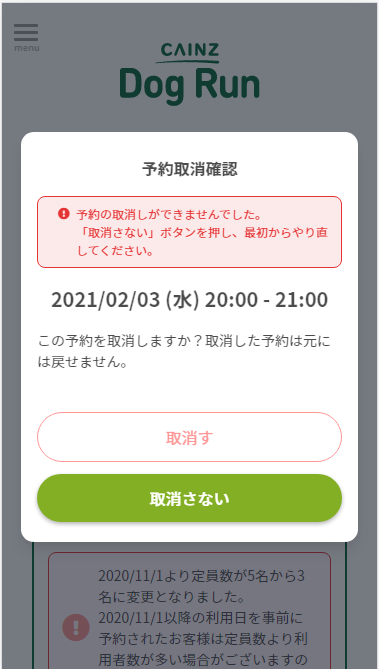 menu
CAINZ
Dog Run
予約取消確認
予約の取消しができませんでした。
「取消さない」ボタンを押し、最初からやり直
してください。
2021/02/03 (水) 20:00 - 21:00
この予約を取消しますか？取消した予約は元に
は戻せません。
取消す
取消さない
2020/11/1より定員数が5名から3
名に変更となりました。
2020/11/1以降の利用日を事前に
予約されたお客様は定員数より利
用者数が多い場合がございますの